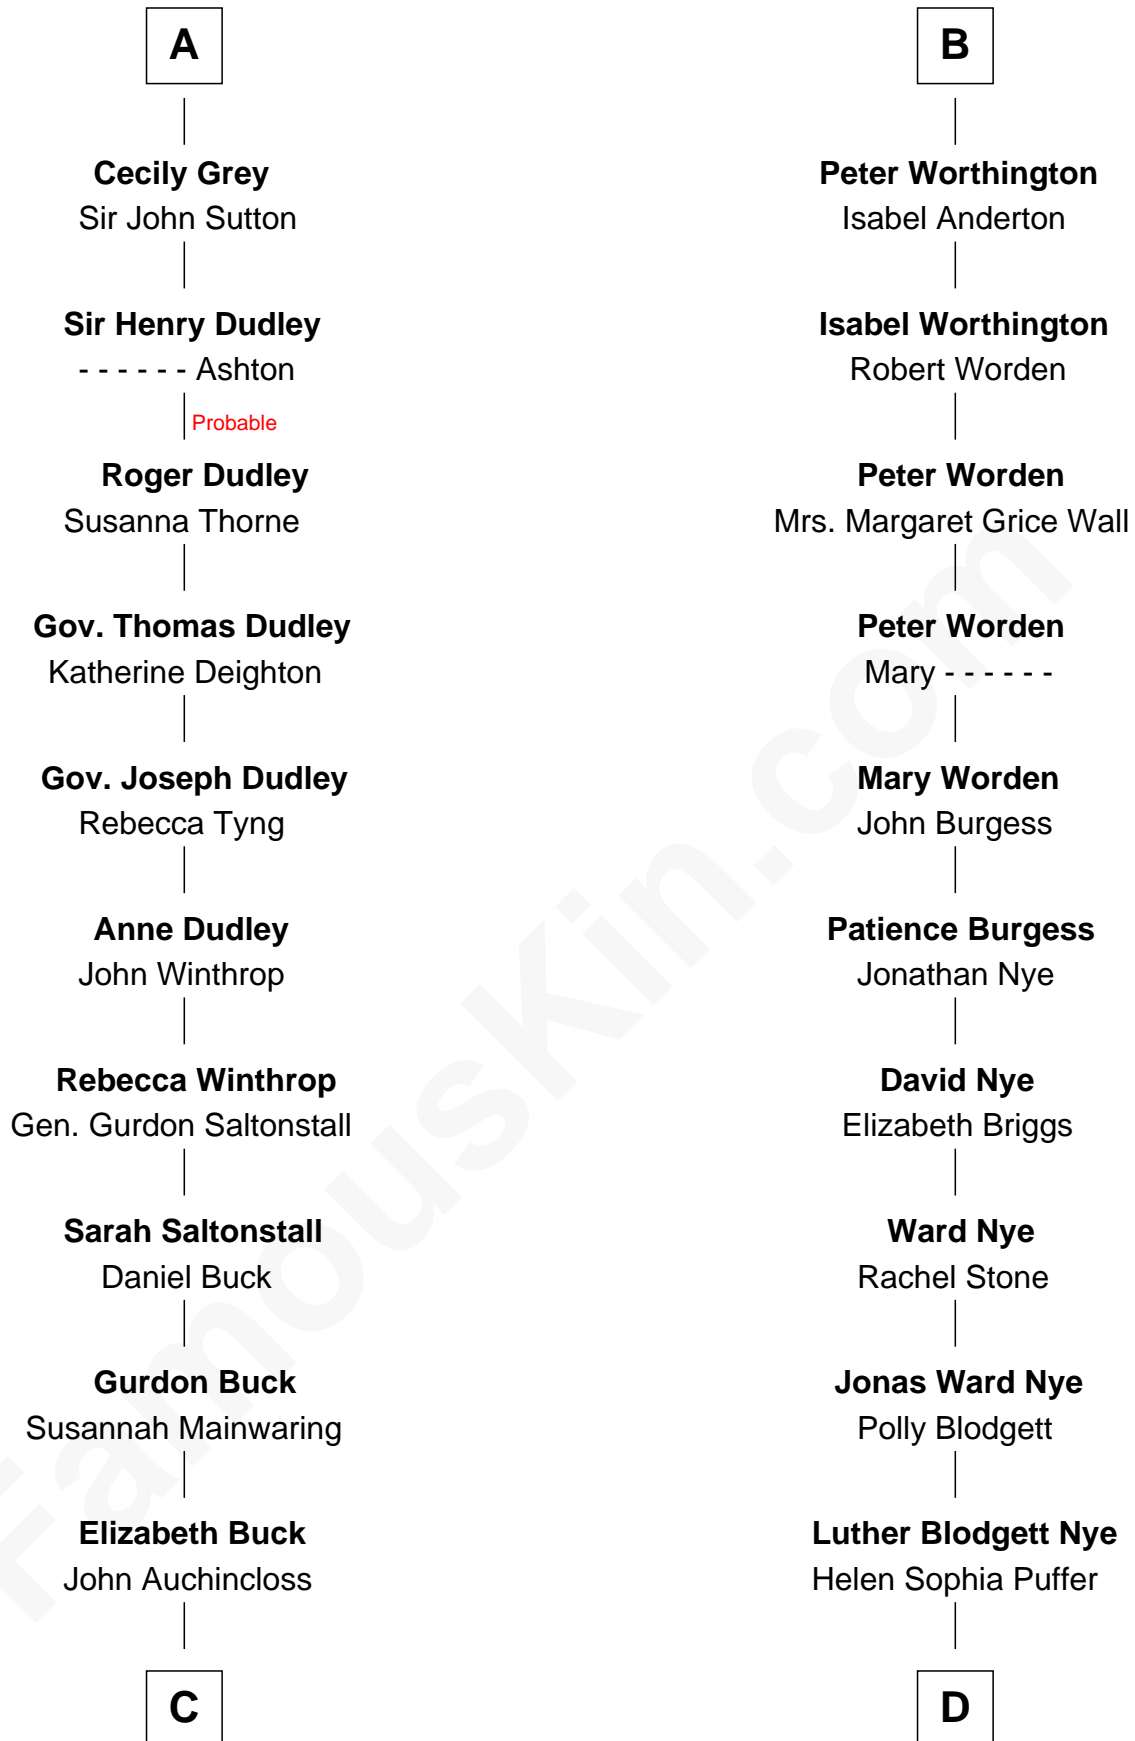 A
Cecily Grey
Sir John Sutton
Sir Henry Dudley
- - - - - - Ashton
Probable
Roger Dudley
Susanna Thorne
Gov. Thomas Dudley
Katherine Deighton
Gov. Joseph Dudley
Rebecca Tyng
Anne Dudley
John Winthrop
Rebecca Winthrop
Gen. Gurdon Saltonstall
Sarah Saltonstall
Daniel Buck
Gurdon Buck
Susannah Mainwaring
Elizabeth Buck
John Auchincloss
C
B
Peter Worthington
Isabel Anderton
Isabel Worthington
Robert Worden
Peter Worden
Mrs. Margaret Grice Wall
Peter Worden
Mary - - - - - -
Mary Worden
John Burgess
Patience Burgess
Jonathan Nye
David Nye
Elizabeth Briggs
Ward Nye
Rachel Stone
Jonas Ward Nye
Polly Blodgett
Luther Blodgett Nye
Helen Sophia Puffer
D
FamousKin.com